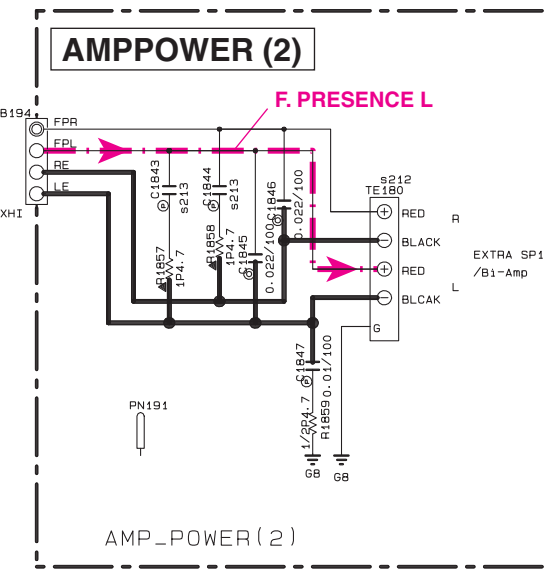 AMPPOWER (2)
F. PRESENCE L
B194
FPR
FPL
RE
LE
XHI
C1843
s213
C1844
s213
C1846
0.022/100
C1845
0.022/100
R1857
1P4.7
R1858
1P4.7
s212
TE180
RED
BLACK
RED
BLCAK
G
R
L
EXTRA SP1
/Bi-Amp
C1847
0.01/100
R1859
1/2P4.7
G8
G8
PN191
AMP_POWER(2)